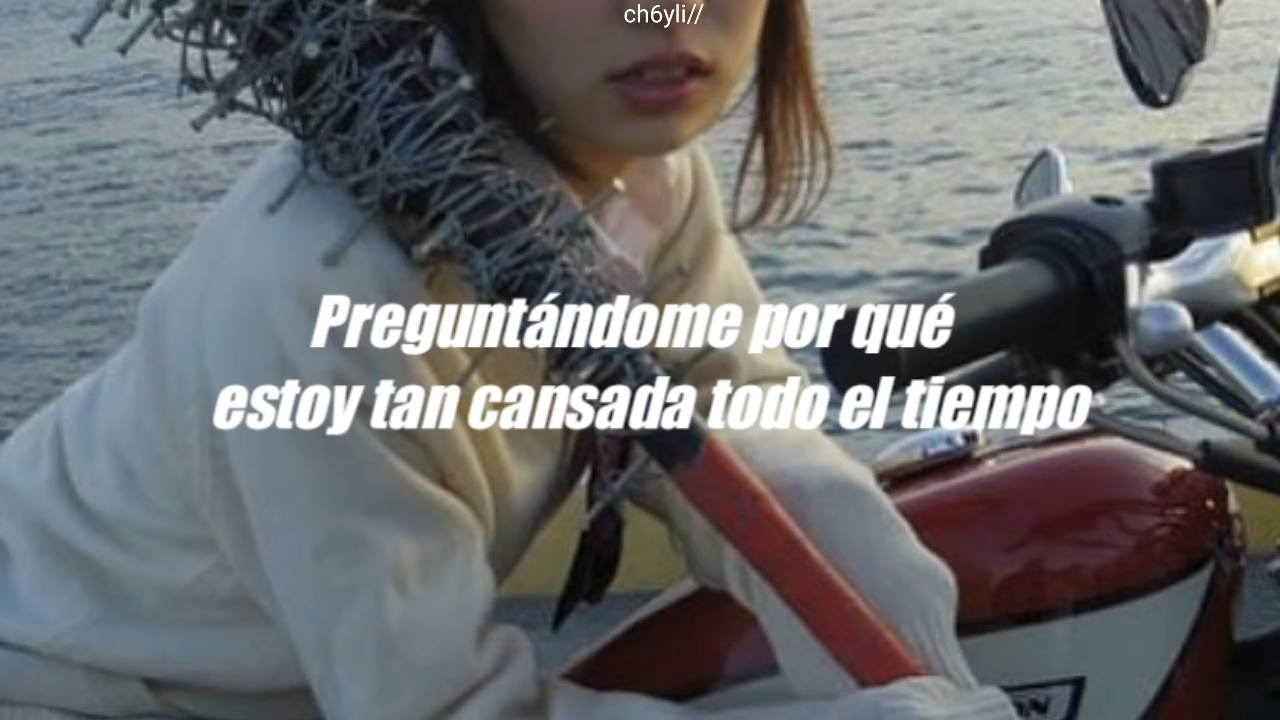 ch6yli//
Preguntándome por qué
estoy tan cansada todo el tiempo